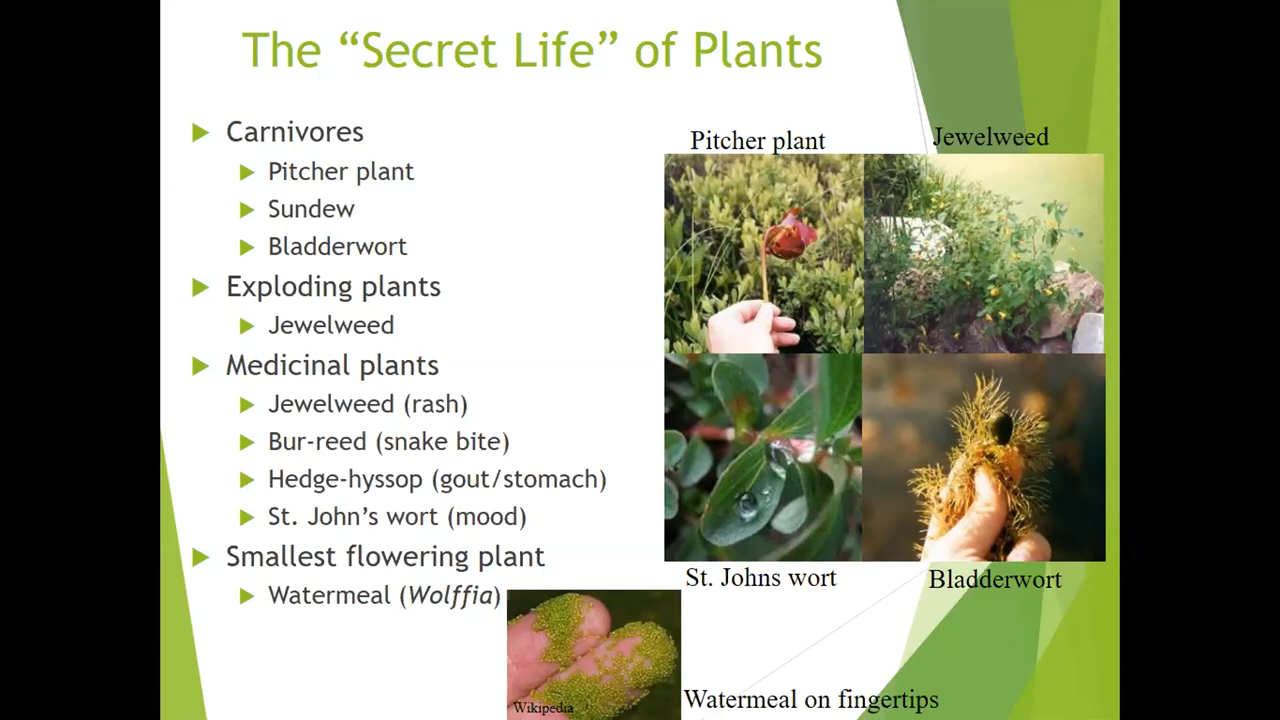 The “Secret Life” of Plants
Carnivores
Pitcher plant
Sundew
Bladderwort
Exploding plants
Jewelweed
Medicinal plants
Jewelweed (rash)
Bur-reed (snake bite)
Hedge-hyssop (gout/stomach)
St. John’s wort (mood)
Smallest flowering plant
Watermeal (Wolffia)
Pitcher plant
Jewelweed
St. Johns wort
Bladderwort
Wikipedia
Watermeal on fingertips